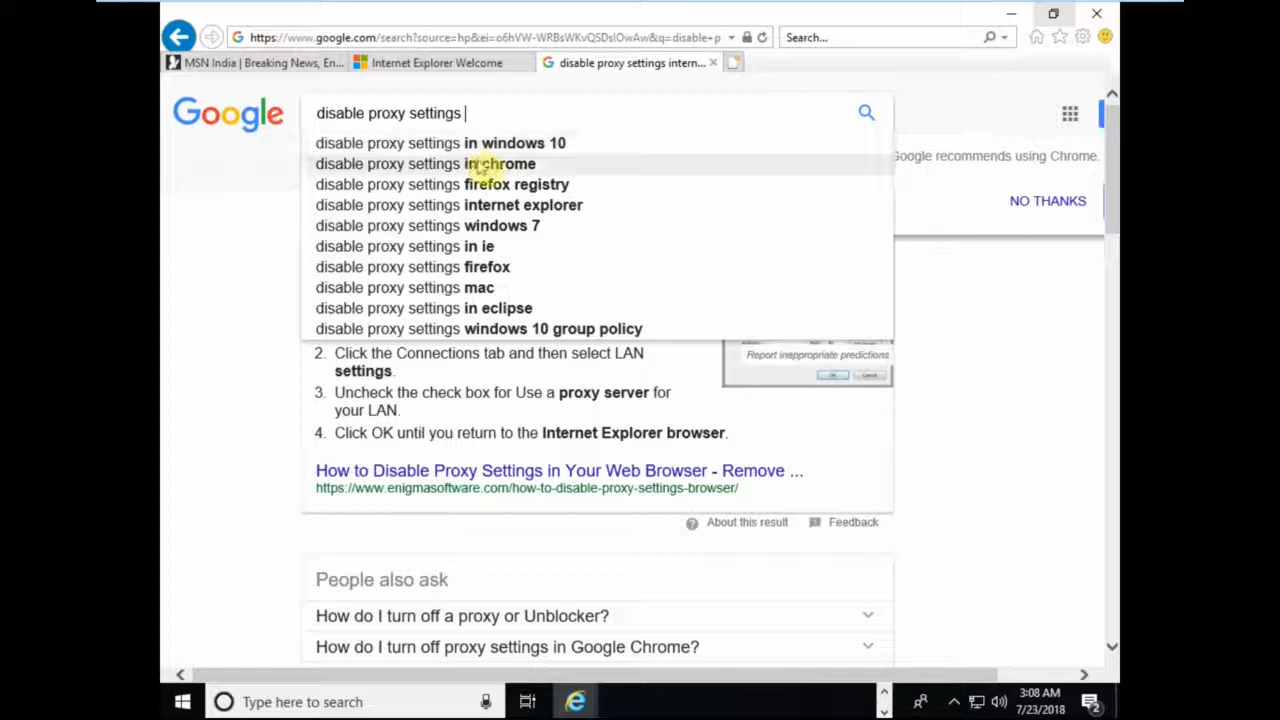 https://www.google.com/search?source=hp&ei=o6hVW-WRBsWKvQSDsIOwAw&q=disable+p
Search...
MSN India | Breaking News, En...
Internet Explorer Welcome
disable proxy settings intern...
Google
disable proxy settings
disable proxy settings in windows 10
disable proxy settings in chrome
disable proxy settings firefox registry
disable proxy settings internet explorer
disable proxy settings windows 7
disable proxy settings in ie
disable proxy settings firefox
disable proxy settings mac
disable proxy settings in eclipse
disable proxy settings windows 10 group policy
Google recommends using Chrome.
NO THANKS
Report inappropriate predictions
OK Cancel
2. Click the Connections tab and then select LAN
settings.
3. Uncheck the check box for Use a proxy server for
your LAN.
4. Click OK until you return to the Internet Explorer browser.
How to Disable Proxy Settings in Your Web Browser - Remove ...
https://www.enigmasoftware.com/how-to-disable-proxy-settings-browser/
About this result
Feedback
People also ask
How do I turn off a proxy or Unblocker?
How do I turn off proxy settings in Google Chrome?
Type here to search
3:08 AM
7/23/2018
2